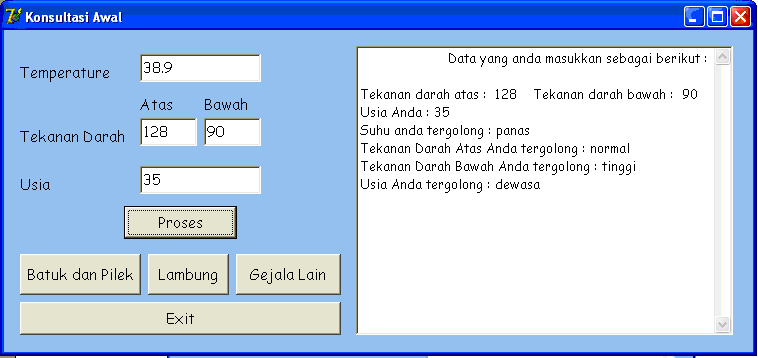 Konsultasi Awal
Temperature
38.9
Atas Bawah
Tekanan Darah
128
90
Usia
35
Proses
Batuk dan Pilek
Lambung
Gejala Lain
Exit
Data yang anda masukkan sebagai berikut :
Tekanan darah atas : 128 Tekanan darah bawah : 90
Usia Anda : 35
Suhu anda tergolong : panas
Tekanan Darah Atas Anda tergolong : normal
Tekanan Darah Bawah Anda tergolong : tinggi
Usia Anda tergolong : dewasa